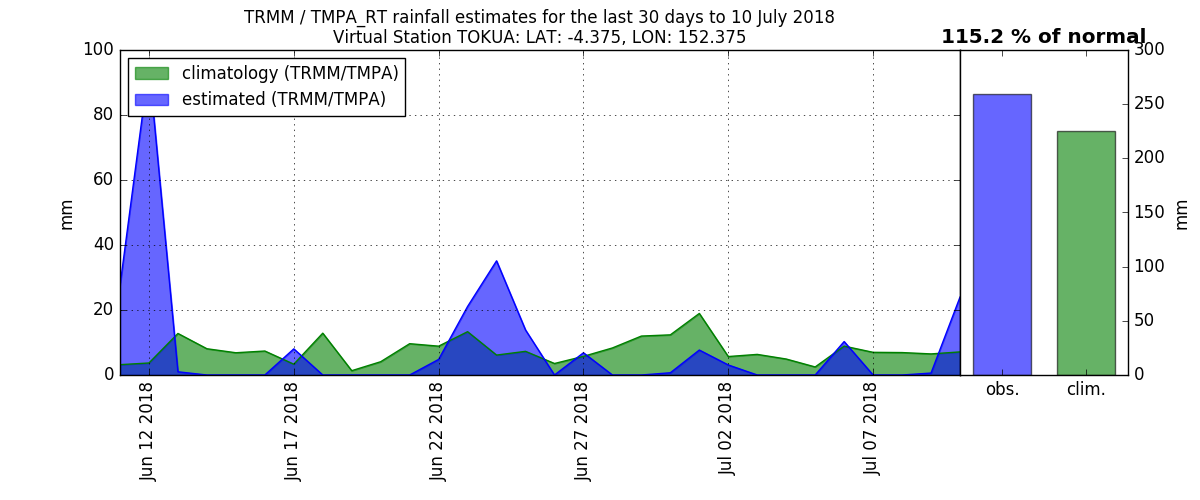 TRMM / TMPA_RT rainfall estimates for the last 30 days to 10 July 2018
Virtual Station TOKUA: LAT: -4.375, LON: 152.375
115.2 % of normal
climatology (TRMM/TMPA)
estimated (TRMM/TMPA)
100
80
60
40
20
0
mm
Jun 12 2018
Jun 17 2018
Jun 22 2018
Jun 27 2018
Jul 02 2018
Jul 07 2018
300
250
200
150
100
50
0
mm
obs.
clim.